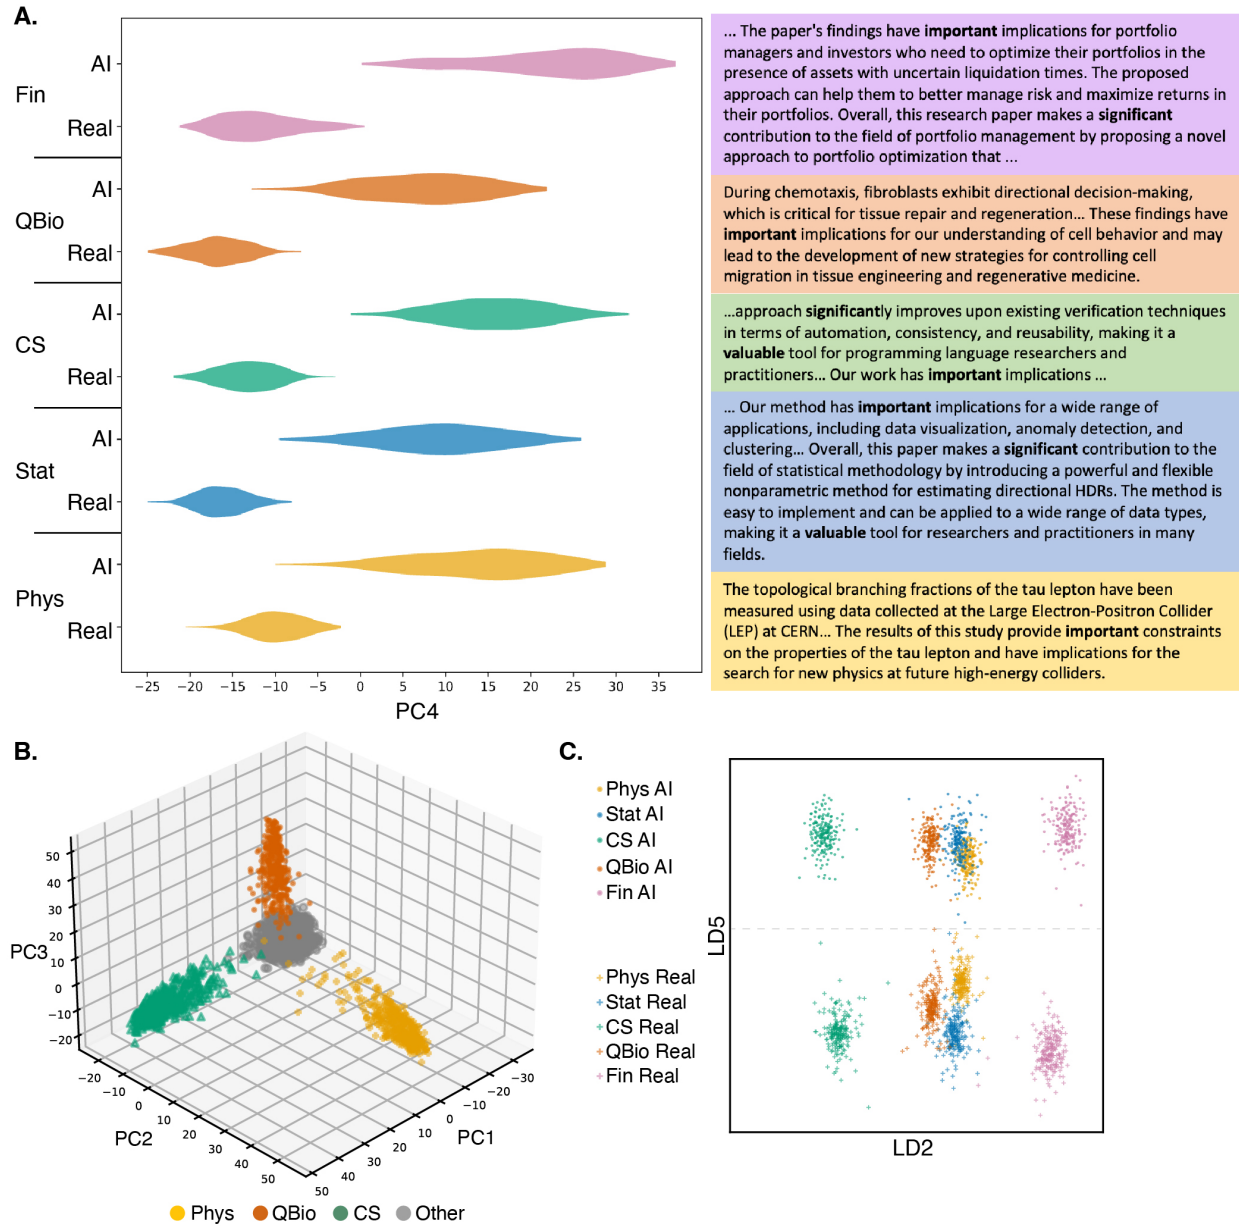 A.
Fin
AI
Real
QBio
AI
Real
CS
AI
Real
Stat
AI
Real
Phys
AI
Real
−25 −20 −15 −10 −5 0 5 10 15 20 25 30 35
PC4
... The paper's findings have important implications for portfolio
managers and investors who need to optimize their portfolios in the
presence of assets with uncertain liquidation times. The proposed
approach can help them to better manage risk and maximize returns in
their portfolios. Overall, this research paper makes a significant
contribution to the field of portfolio management by proposing a novel
approach to portfolio optimization that ...
During chemotaxis, fibroblasts exhibit directional decision-making,
which is critical for tissue repair and regeneration... These findings have
important implications for our understanding of cell behavior and may
lead to the development of new strategies for controlling cell
migration in tissue engineering and regenerative medicine.
...approach significantly improves upon existing verification techniques
in terms of automation, consistency, and reusability, making it a
valuable tool for programming language researchers and
practitioners... Our work has important implications ...
... Our method has important implications for a wide range of
applications, including data visualization, anomaly detection, and
clustering... Overall, this paper makes a significant contribution to the
field of statistical methodology by introducing a powerful and flexible
nonparametric method for estimating directional HDRs. The method is
easy to implement and can be applied to a wide range of data types,
making it a valuable tool for researchers and practitioners in many
fields.
The topological branching fractions of the tau lepton have been
measured using data collected at the Large Electron-Positron Collider
(LEP) at CERN... The results of this study provide important constraints
on the properties of the tau lepton and have implications for the
search for new physics at future high-energy colliders.
B.
50
40
30
20
10
0
−10
−20
PC3
−20
−10
0
10
20
30
40
50
PC2
50
40
30
20
10
0
−10
−20
−30
PC1
Phys QBio CS Other
C.
Phys AI
Stat AI
CS AI
QBio AI
Fin AI
Phys Real
Stat Real
CS Real
QBio Real
Fin Real
LD5
LD2